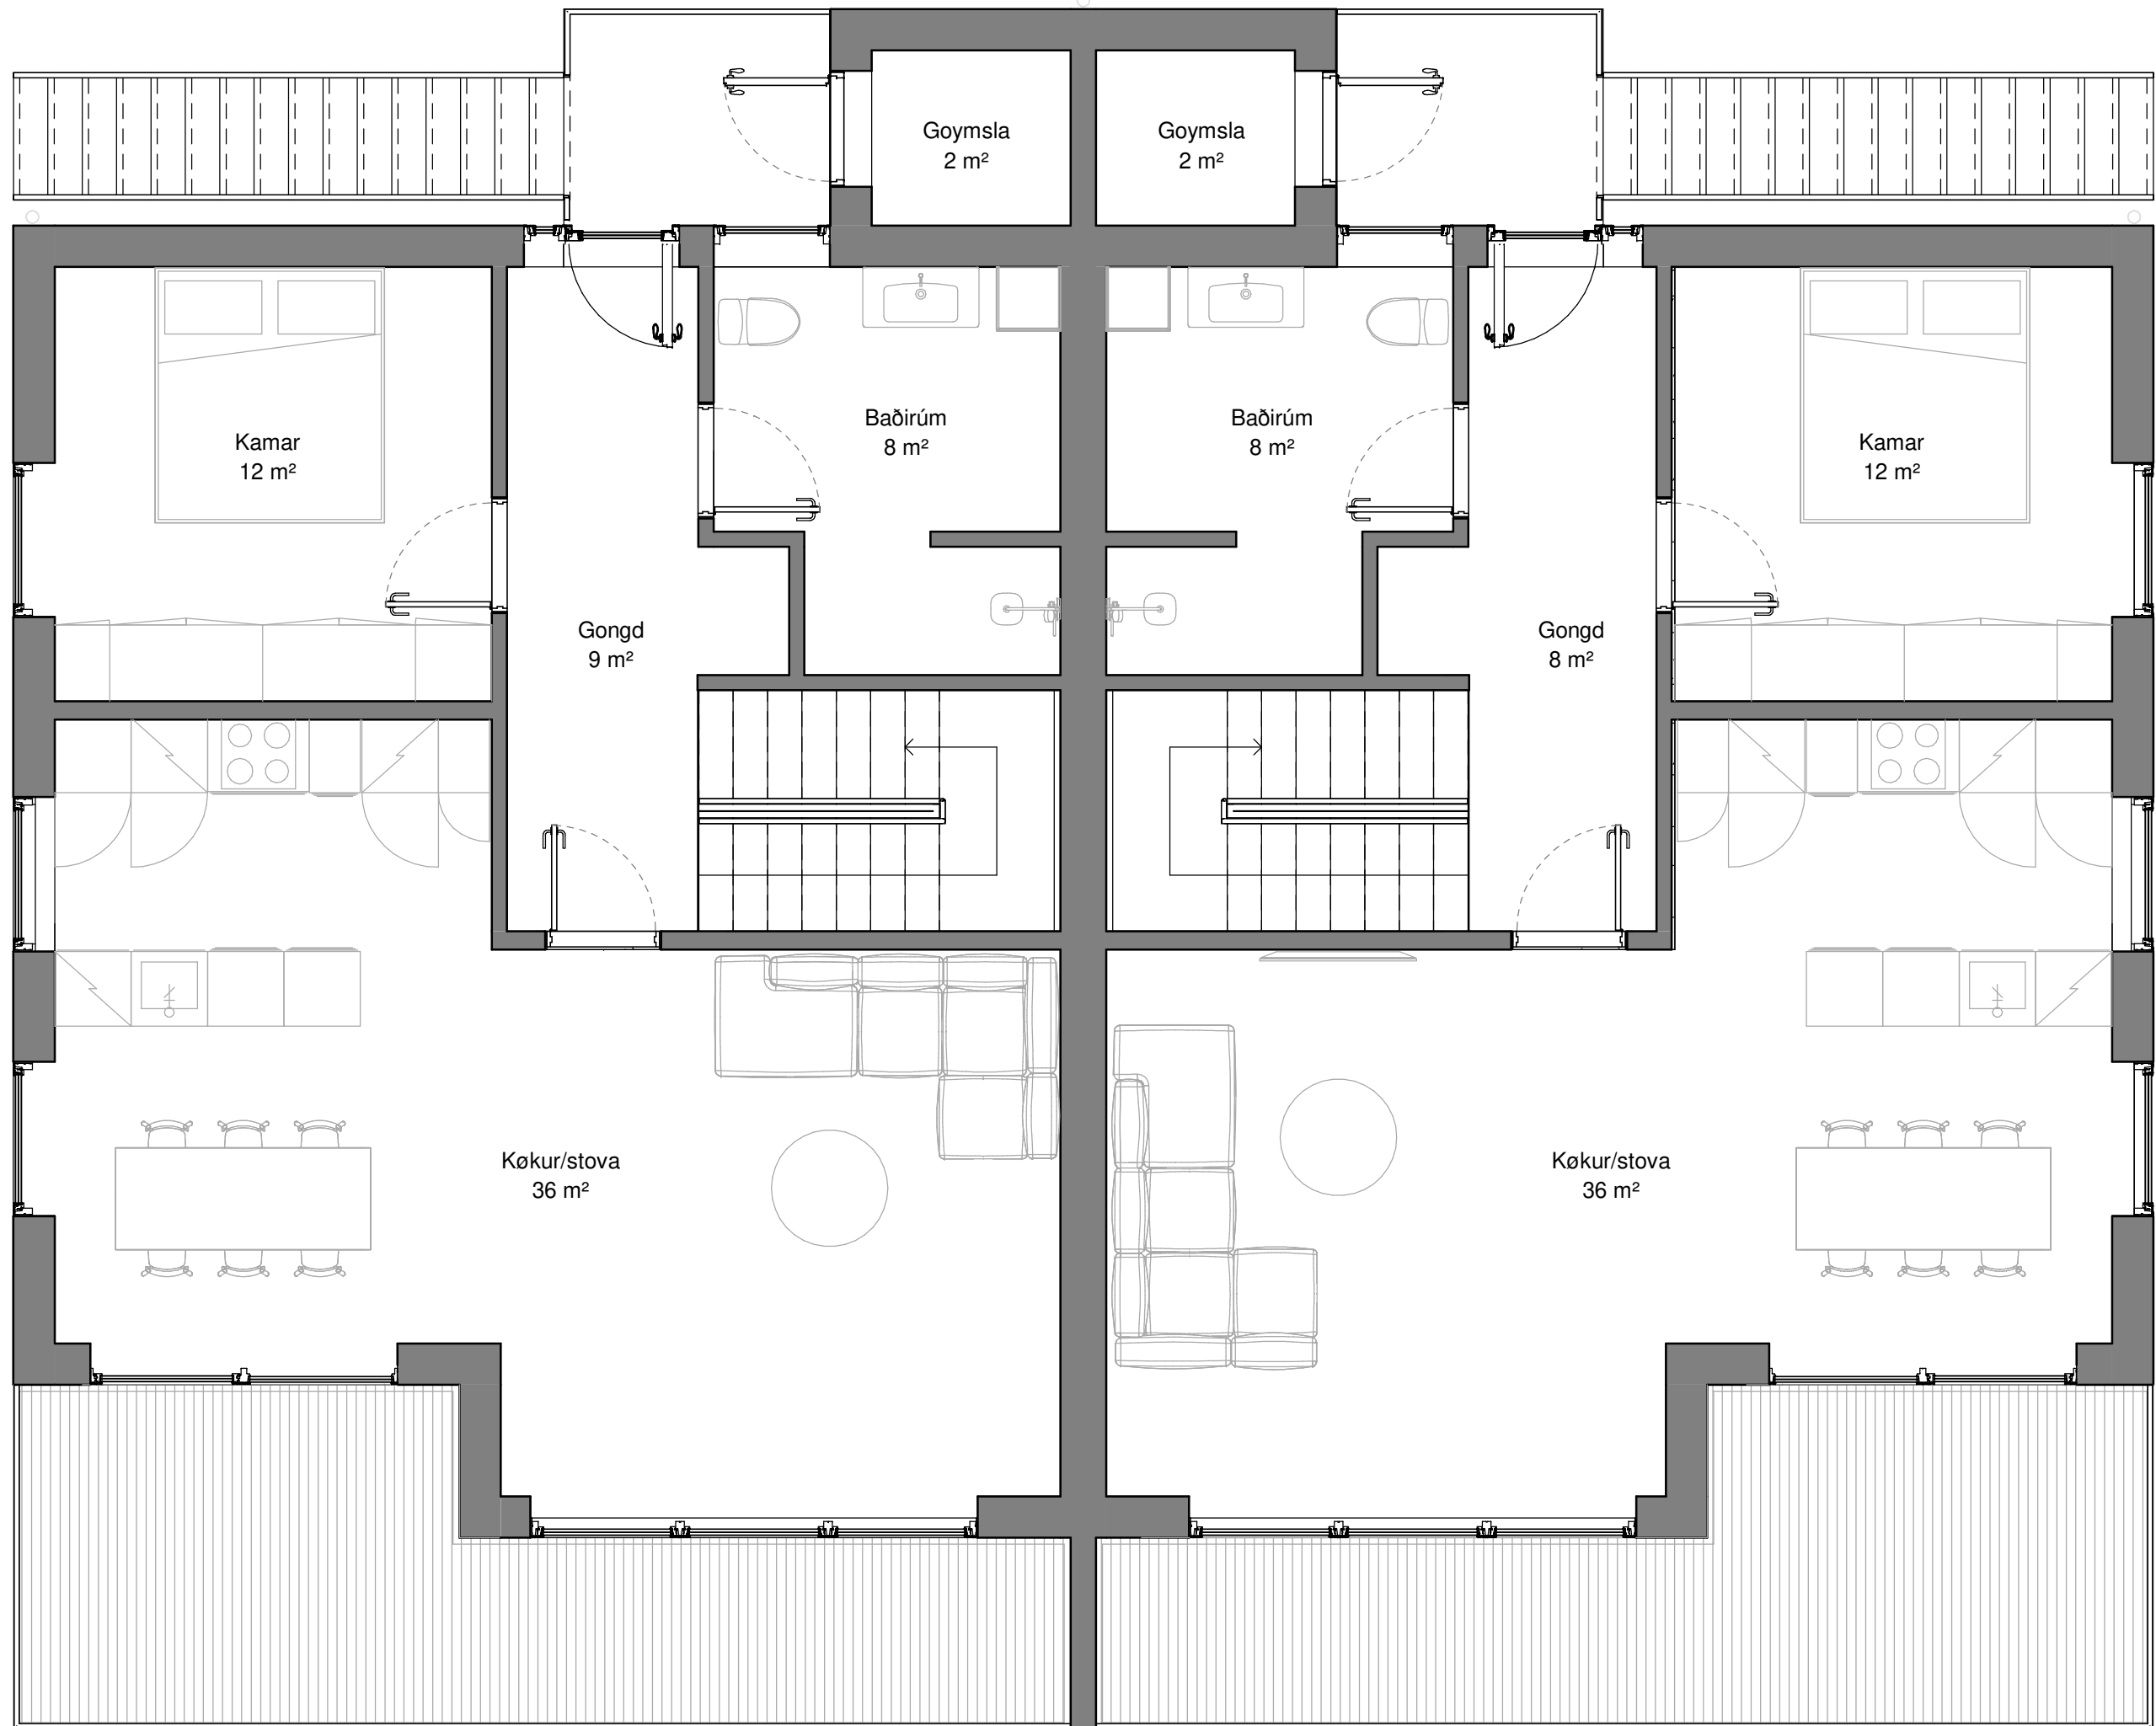 Goymsla
2 m²
Goymsla
2 m²
Kamar
12 m²
Baðirúm
8 m²
Baðirúm
8 m²
Kamar
12 m²
Gongd
9 m²
Gongd
8 m²
Køkur/stova
36 m²
Køkur/stova
36 m²